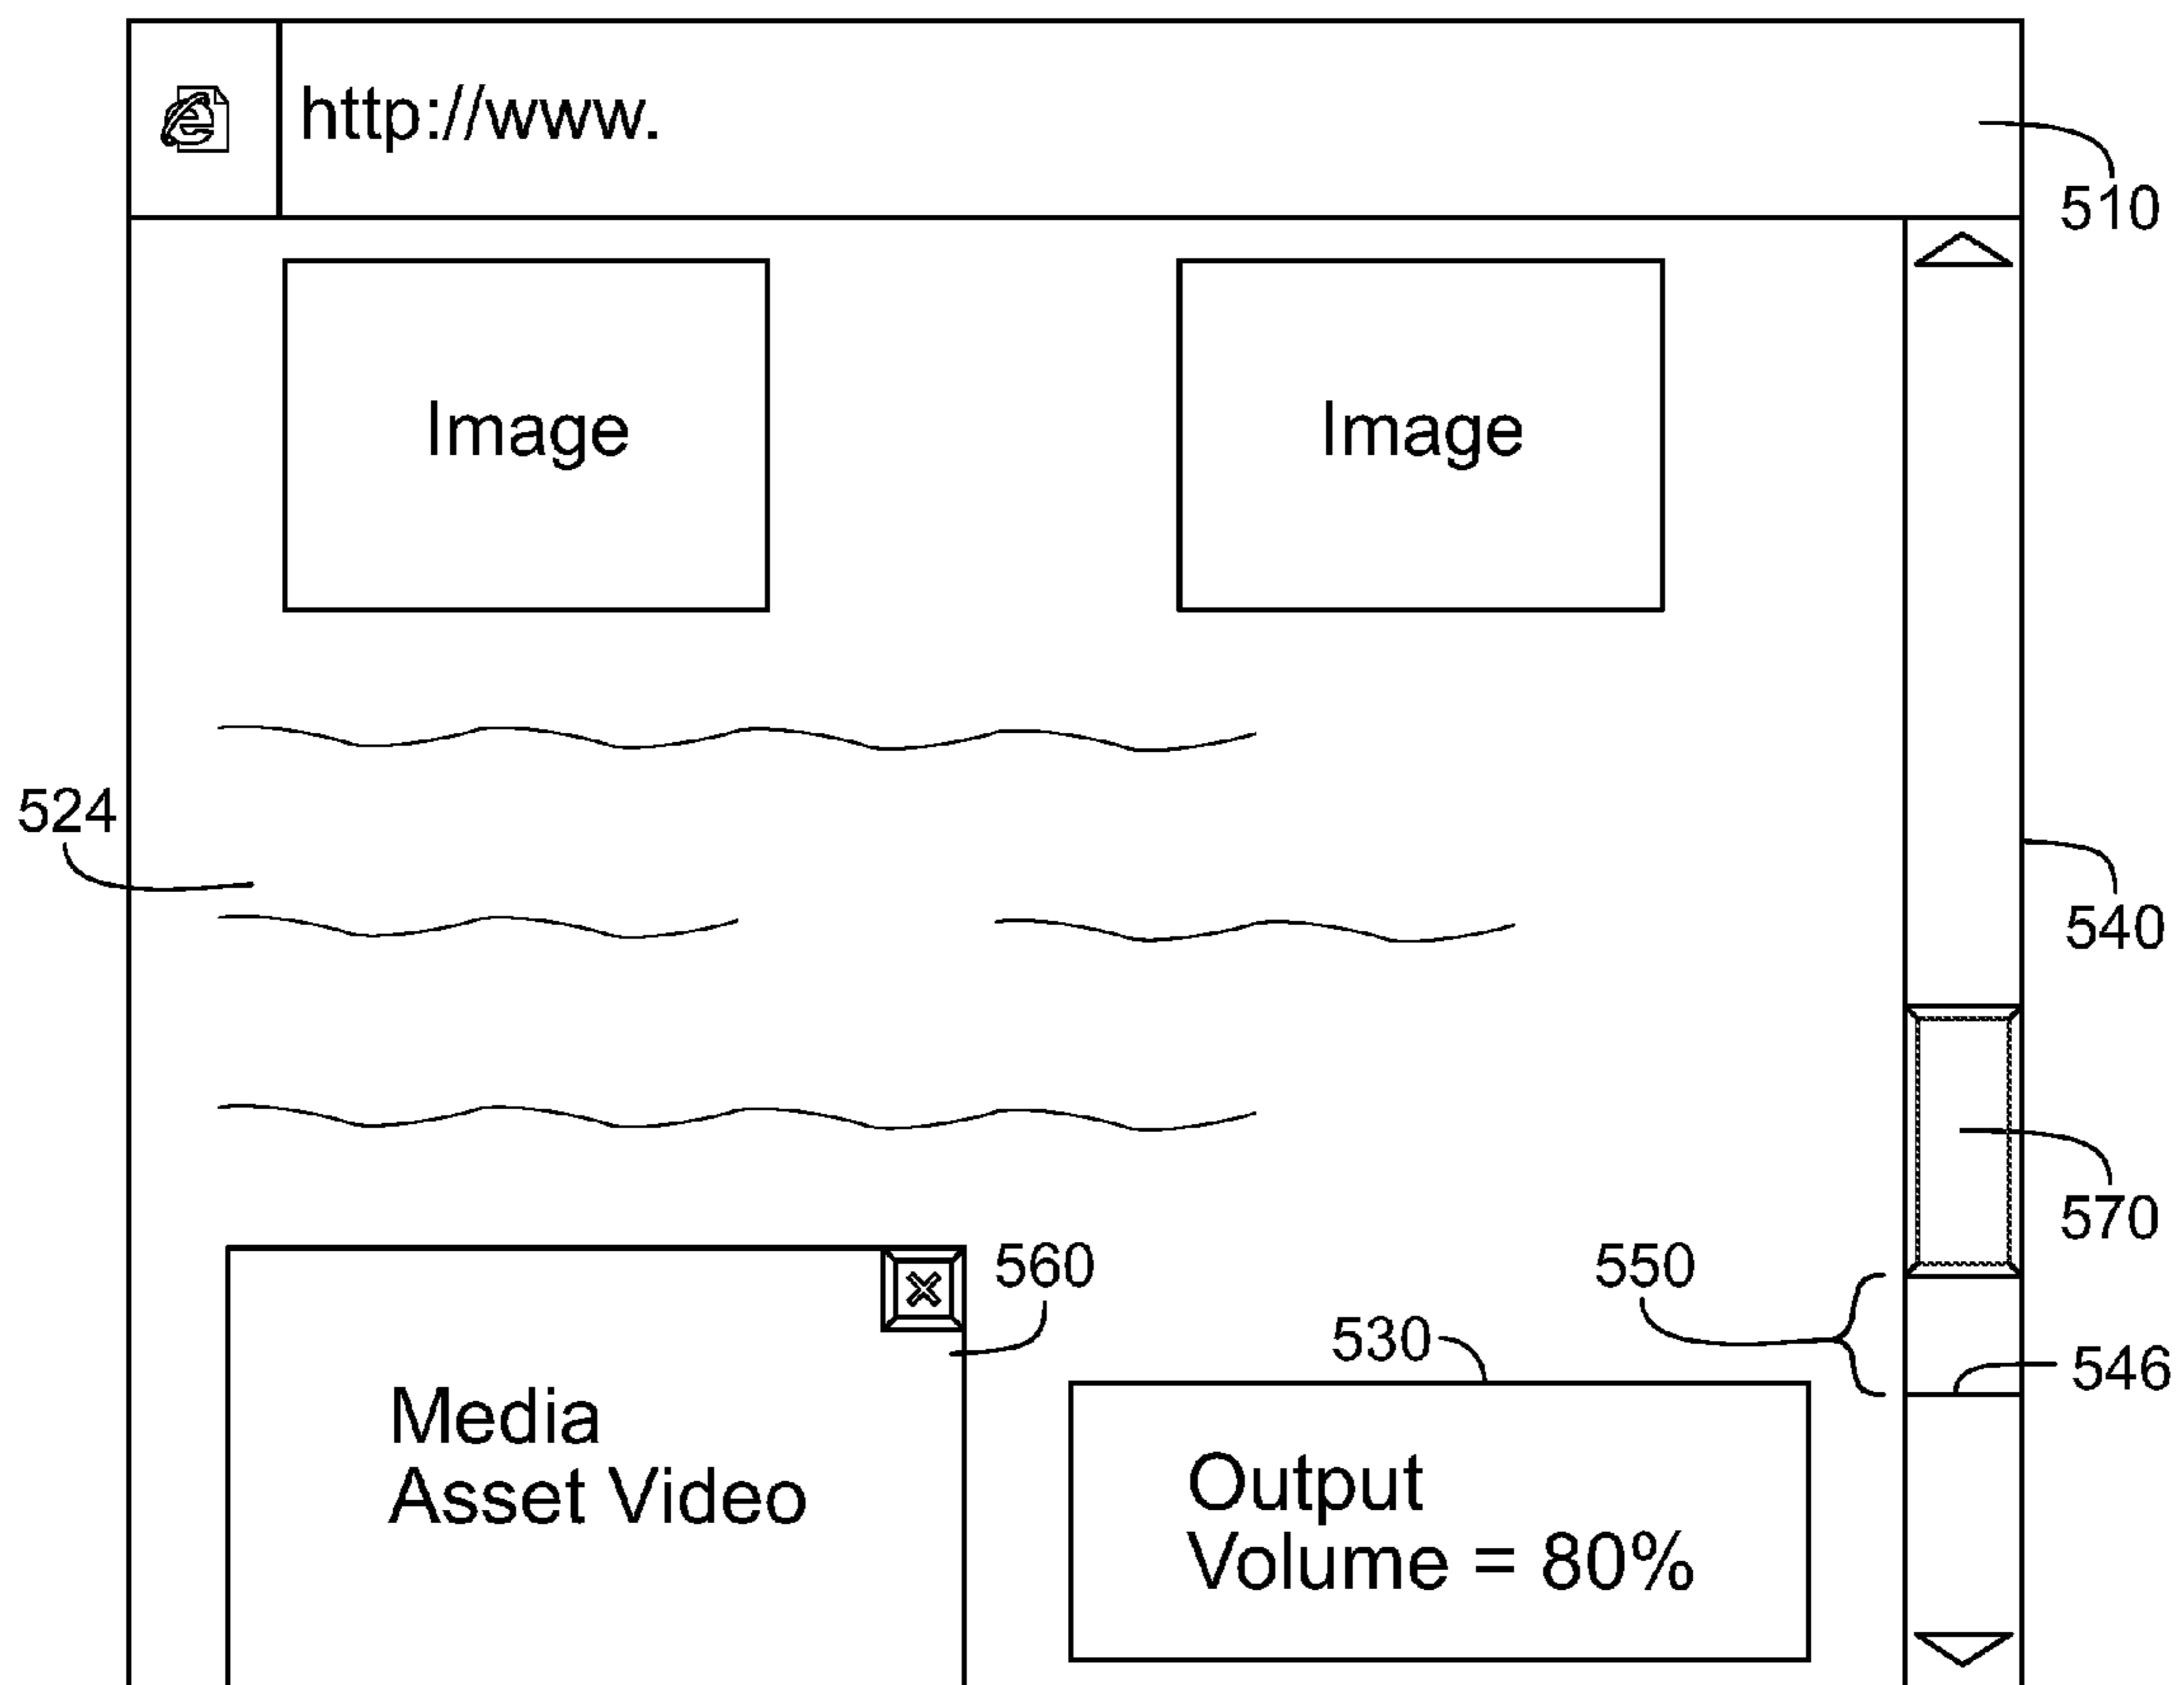 http://www.
510
Image
Image
524
540
570
560
550
530
546
Media
Asset Video
Output
Volume = 80%